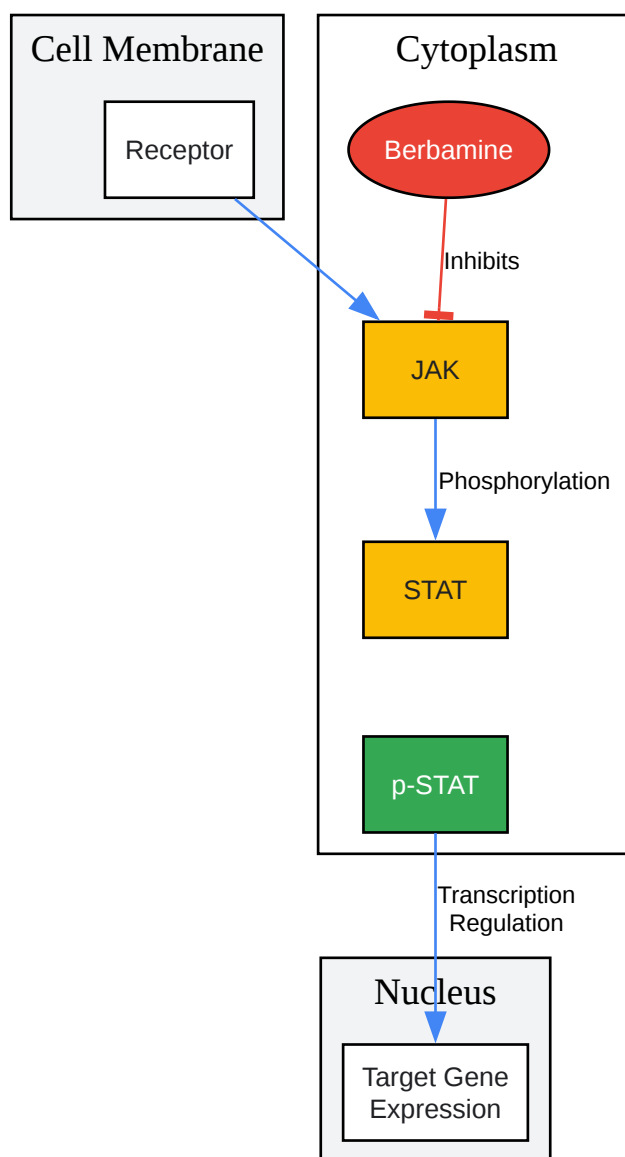 Cell Membrane
Receptor
Cytoplasm
Berbamine
Inhibits
JAK
Phosphorylation
STAT
p-STAT
Transcription
Regulation
Nucleus
Target Gene
Expression